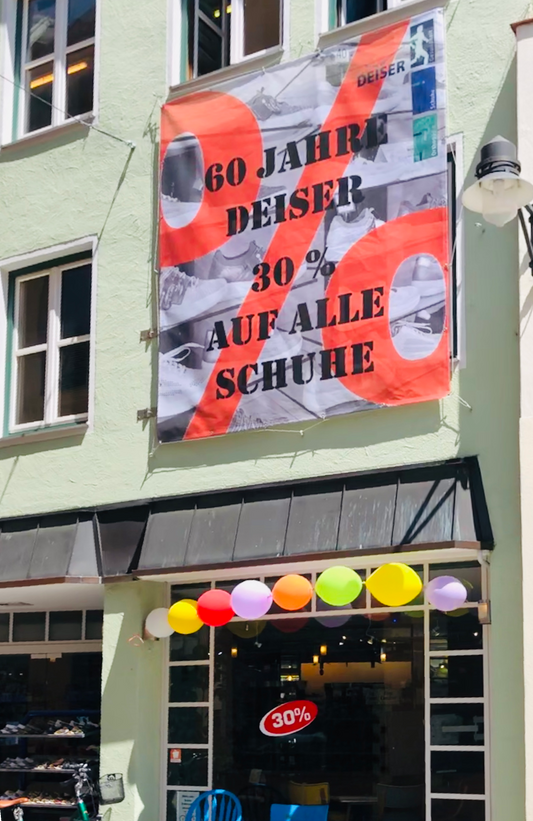 DEISER
60 JAHRE
DEISER
30 %
AUF ALLE
SCHUHE
30%